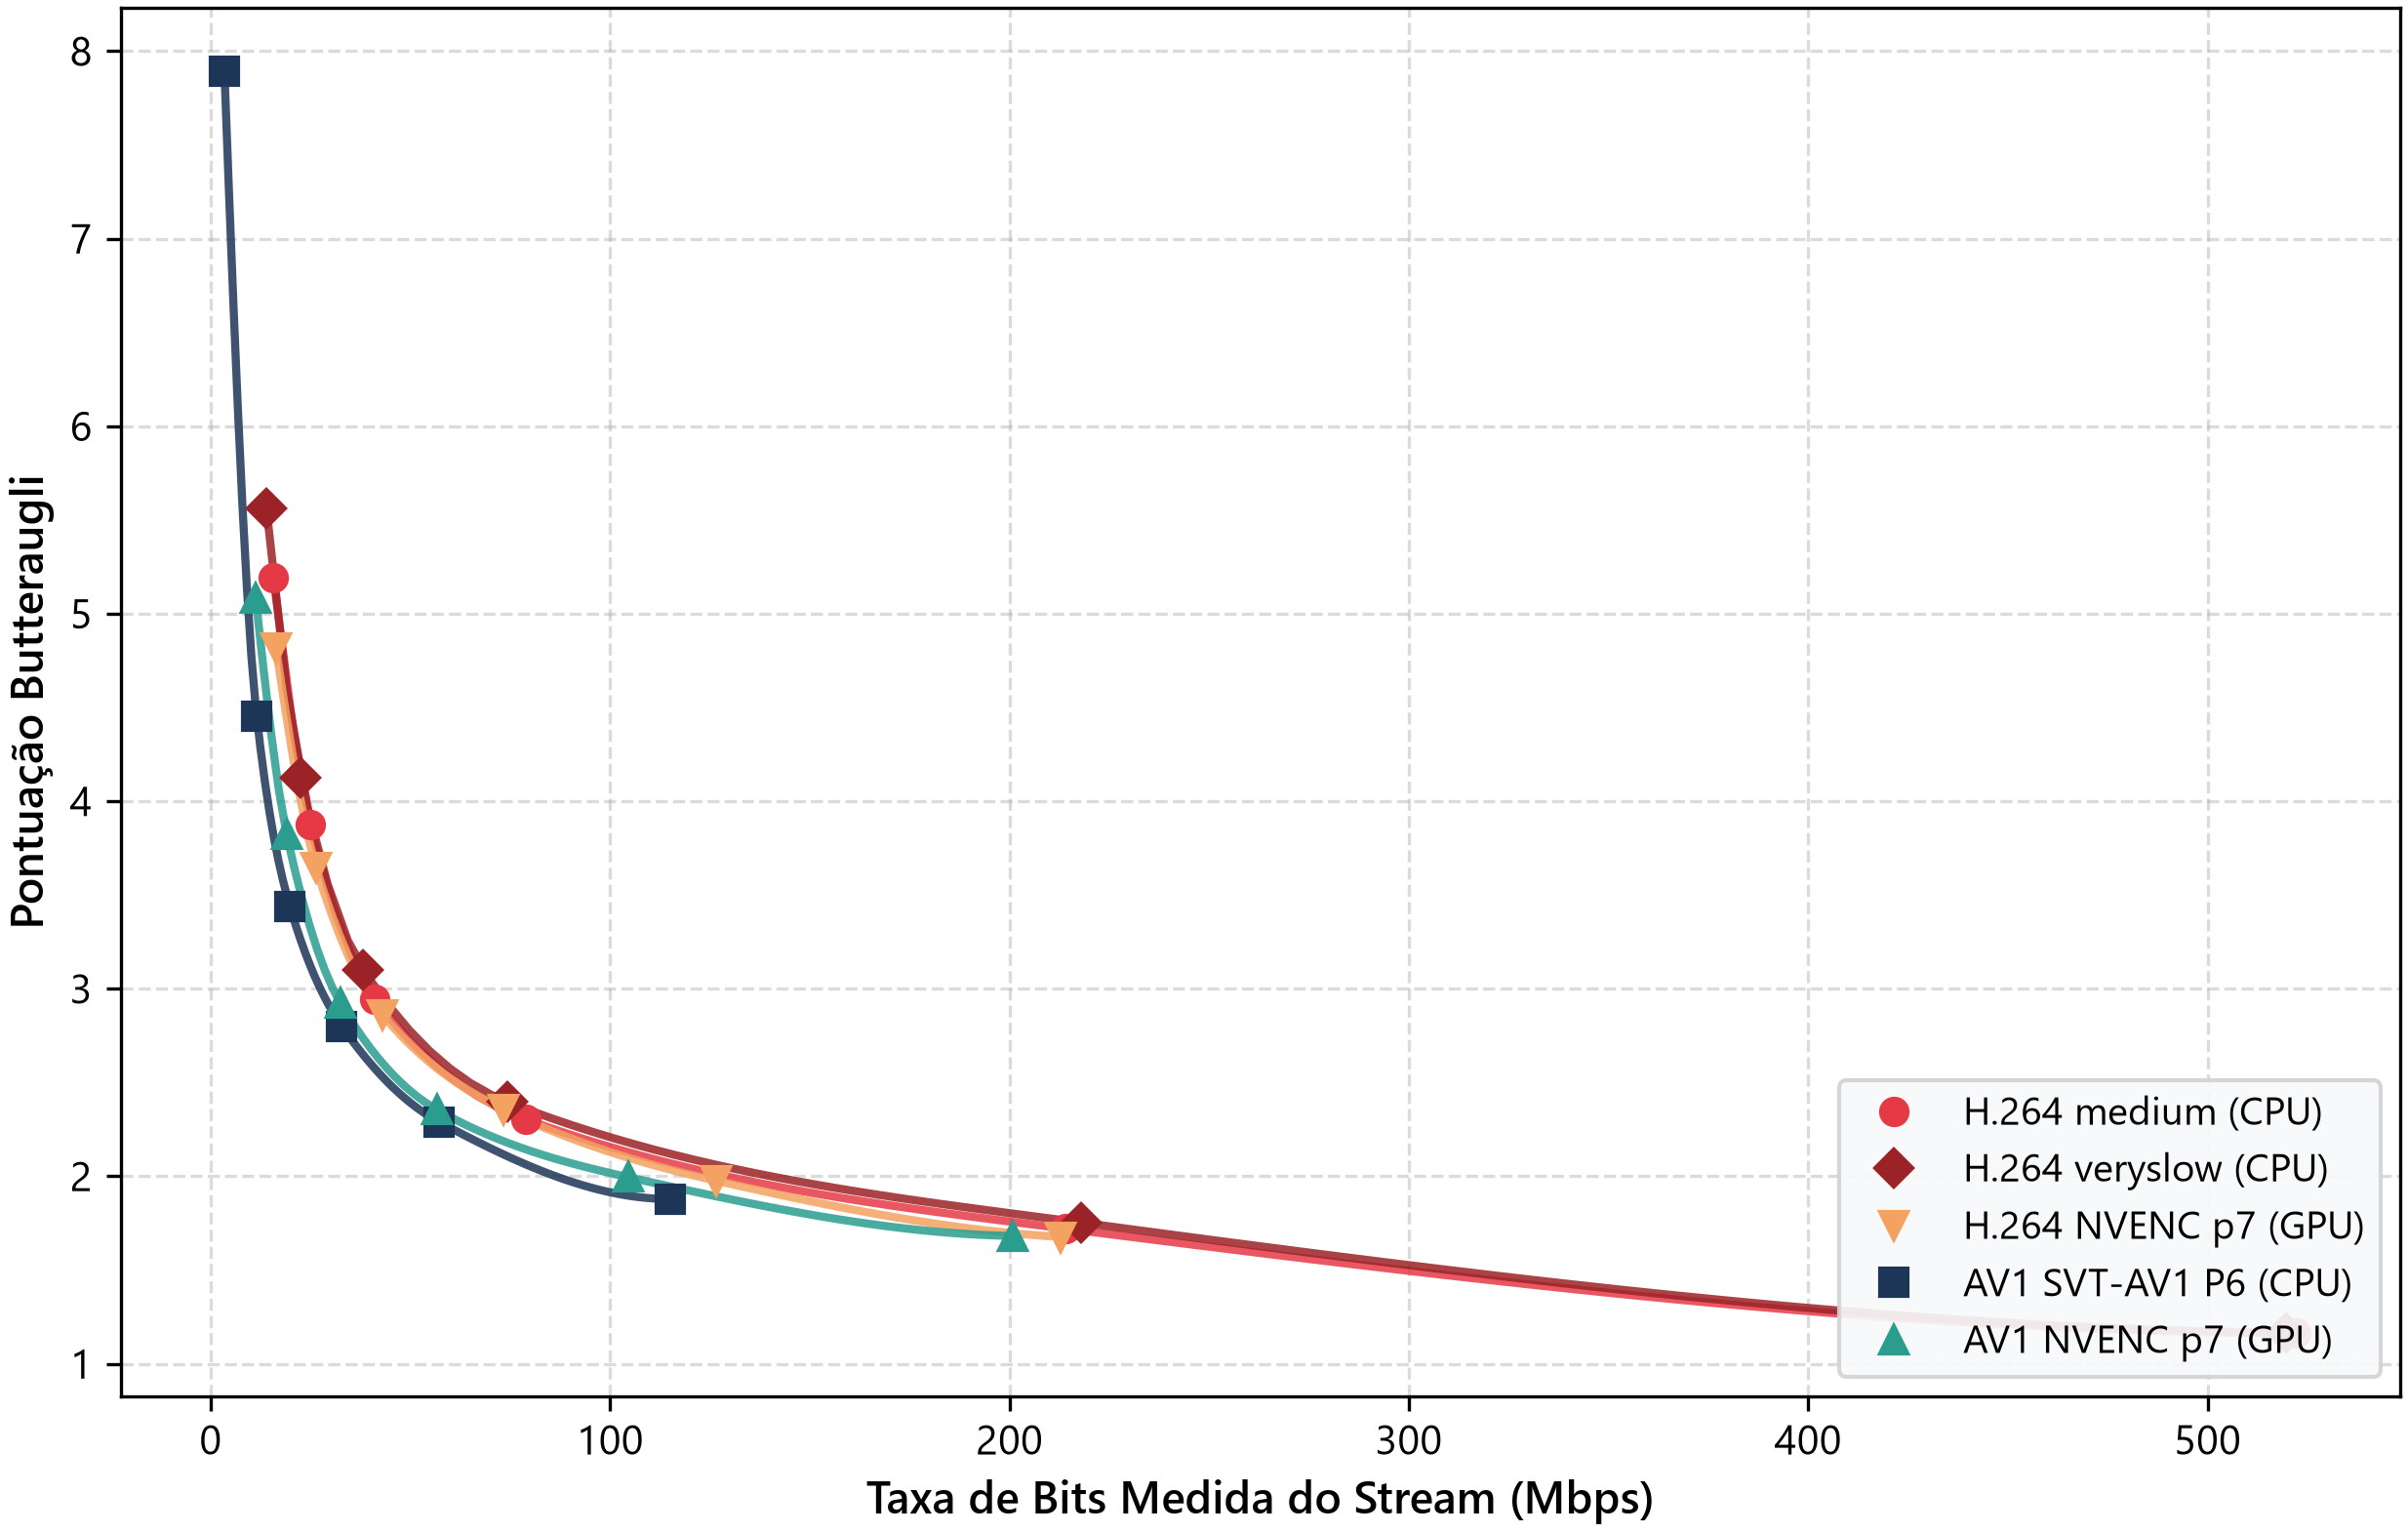 8
7
6
5
4
3
2
1
Pontuação Butteraugli
0 100 200 300 400 500
Taxa de Bits Medida do Stream (Mbps)
H.264 medium (CPU)
H.264 veryslow (CPU)
H.264 NVENC p7 (GPU)
AV1 SVT-AV1 P6 (CPU)
AV1 NVENC p7 (GPU)